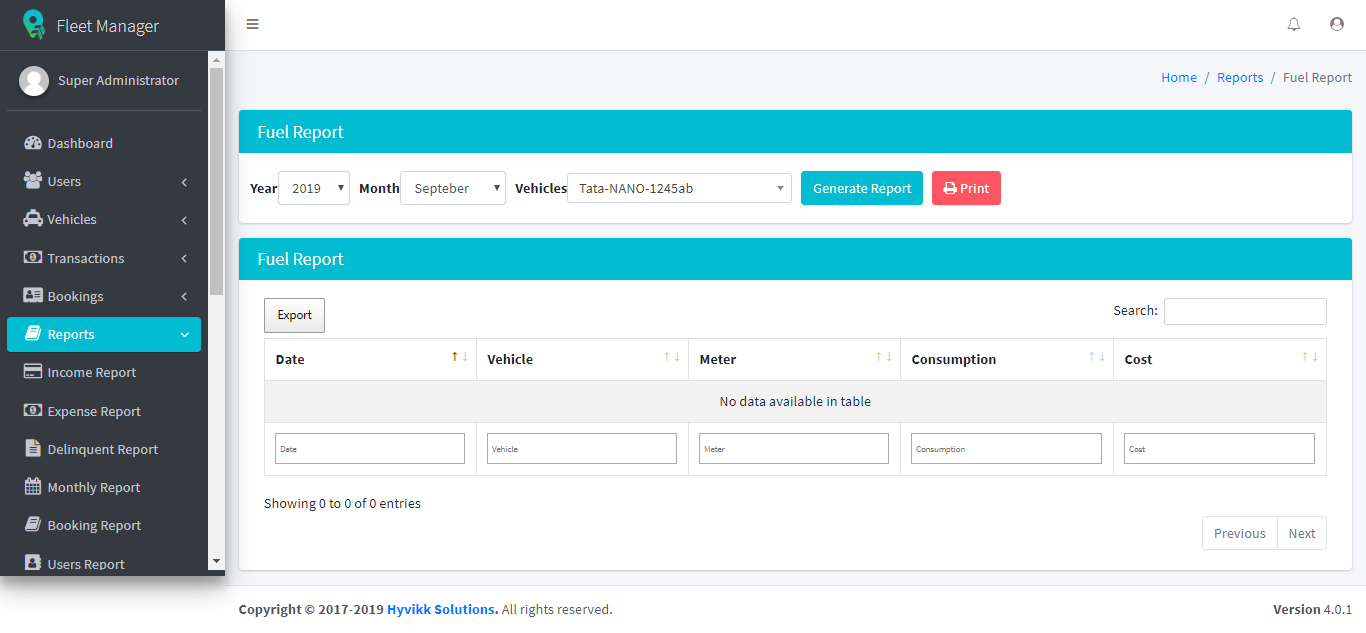 Fleet Manager
Super Administrator
Dashboard
Users
Vehicles
Transactions
Bookings
Reports
Income Report
Expense Report
Delinquent Report
Monthly Report
Booking Report
Users Report
Home / Reports / Fuel Report
Fuel Report
Year 2019 Month Septeber Vehicles Tata-NANO-1245ab Generate Report Print
Fuel Report
Export Search:
Date Vehicle Meter Consumption Cost
No data available in table
Date Vehicle Meter Consumption Cost
Showing 0 to 0 of 0 entries
Previous Next
Copyright © 2017-2019 Hyvikk Solutions. All rights reserved. Version 4.0.1